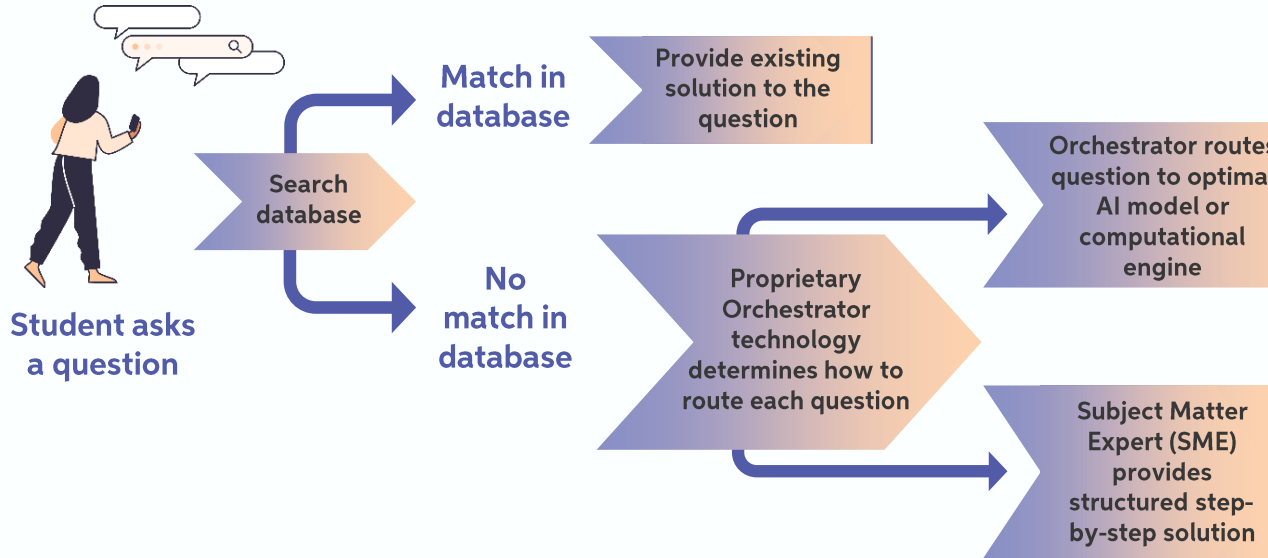 Student asks
a question
Search
database
Match in
database
Provide existing
solution to the
question
No
match in
database
Proprietary
Orchestrator
technology
determines how to
route each question
Orchestrator routes
question to optima
AI model or
computational
engine
Subject Matter
Expert (SME)
provides
structured step-
by-step solution